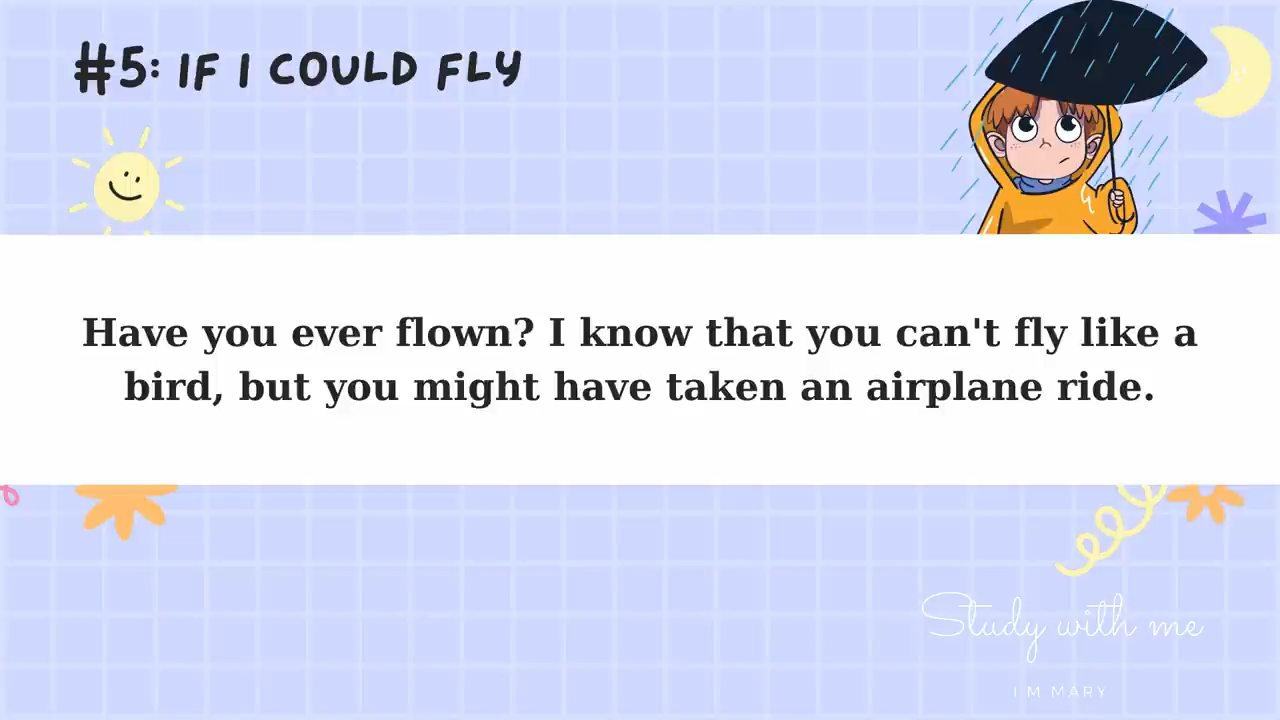 #5: IF I COULD FLY
Have you ever flown? I know that you can't fly like a
bird, but you might have taken an airplane ride.
Study with me
I'M MARY